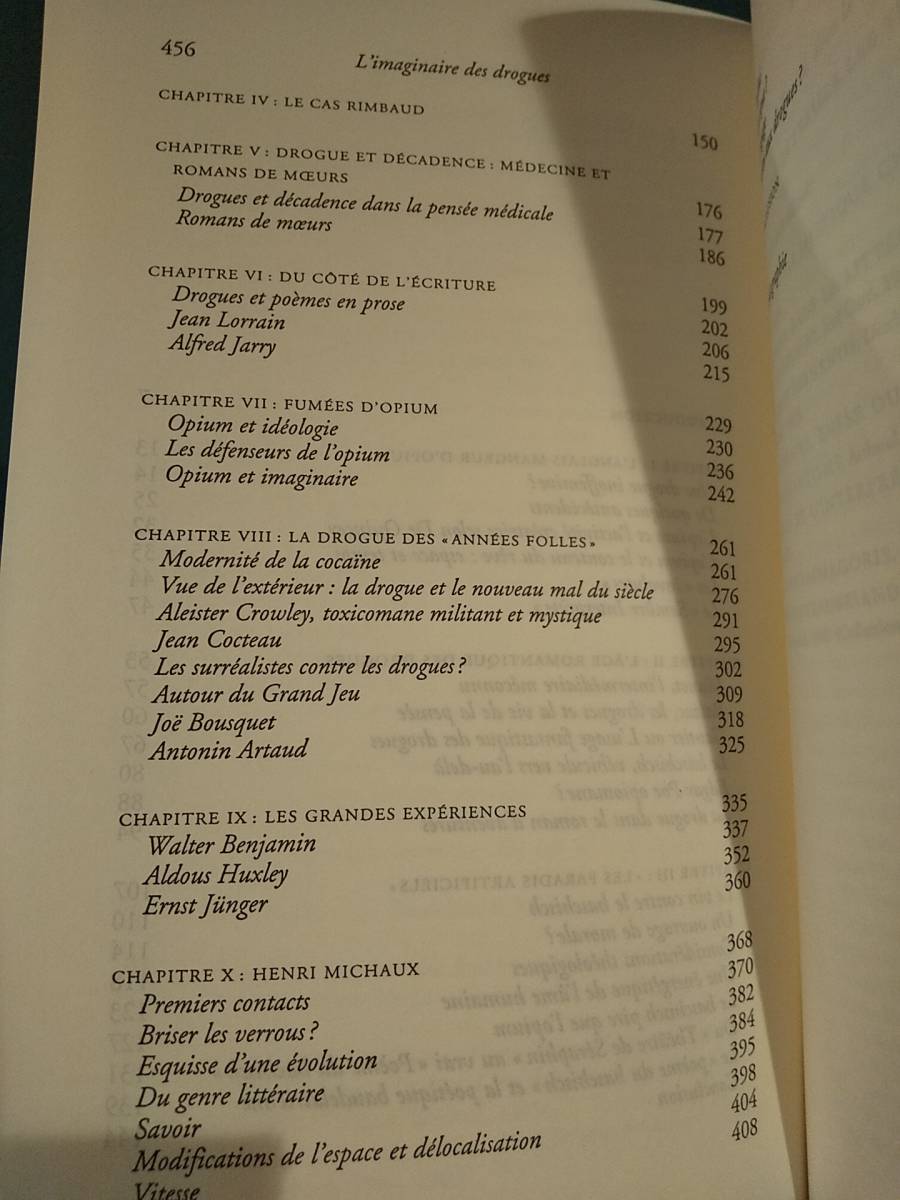 456
L'imaginaire des drogues
CHAPITRE IV : LE CAS RIMBAUD 150
CHAPITRE V : DROGUE ET DÉCADENCE : MÉDECINE ET
ROMANS DE MŒURS 176
Drogues et décadence dans la pensée médicale 177
Romans de mœurs 186
CHAPITRE VI : DU CÔTÉ DE L'ÉCRITURE 199
Drogues et poèmes en prose 202
Jean Lorrain 206
Alfred Jarry 215
CHAPITRE VII : FUMÉES D'OPIUM 229
Opium et idéologie 230
Les défenseurs de l'opium 236
Opium et imaginaire 242
CHAPITRE VIII : LA DROGUE DES « ANNÉES FOLLES » 261
Modernité de la cocaïne 261
Vue de l'extérieur : la drogue et le nouveau mal du siècle 276
Aleister Crowley, toxicomane militant et mystique 291
Jean Cocteau 295
Les surréalistes contre les drogues ? 302
Autour du Grand Jeu 309
Joë Bousquet 318
Antonin Artaud 325
CHAPITRE IX : LES GRANDES EXPÉRIENCES 335
Walter Benjamin 337
Aldous Huxley 352
Ernst Jünger 360
CHAPITRE X : HENRI MICHAUX 368
Premiers contacts 370
Briser les verrous ? 382
Esquisse d'une évolution 384
Du genre littéraire 395
Savoir 398
Modifications de l'espace et délocalisation 404
Vitesse 408
drogues ?